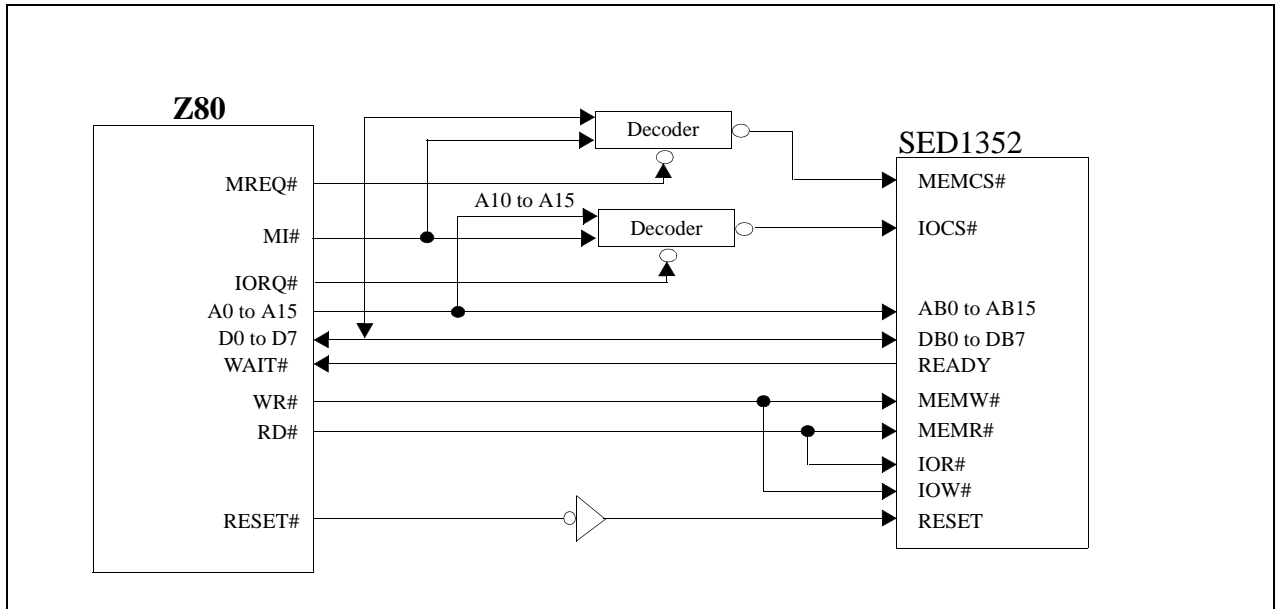 Z80
MREQ#
MI#
IORQ#
A0 to A15
D0 to D7
WAIT#
WR#
RD#
RESET#
Decoder
A10 to A15
Decoder
SED1352
MEMCS#
IOCS#
AB0 to AB15
DB0 to DB7
READY
MEMW#
MEMR#
IOR#
IOW#
RESET